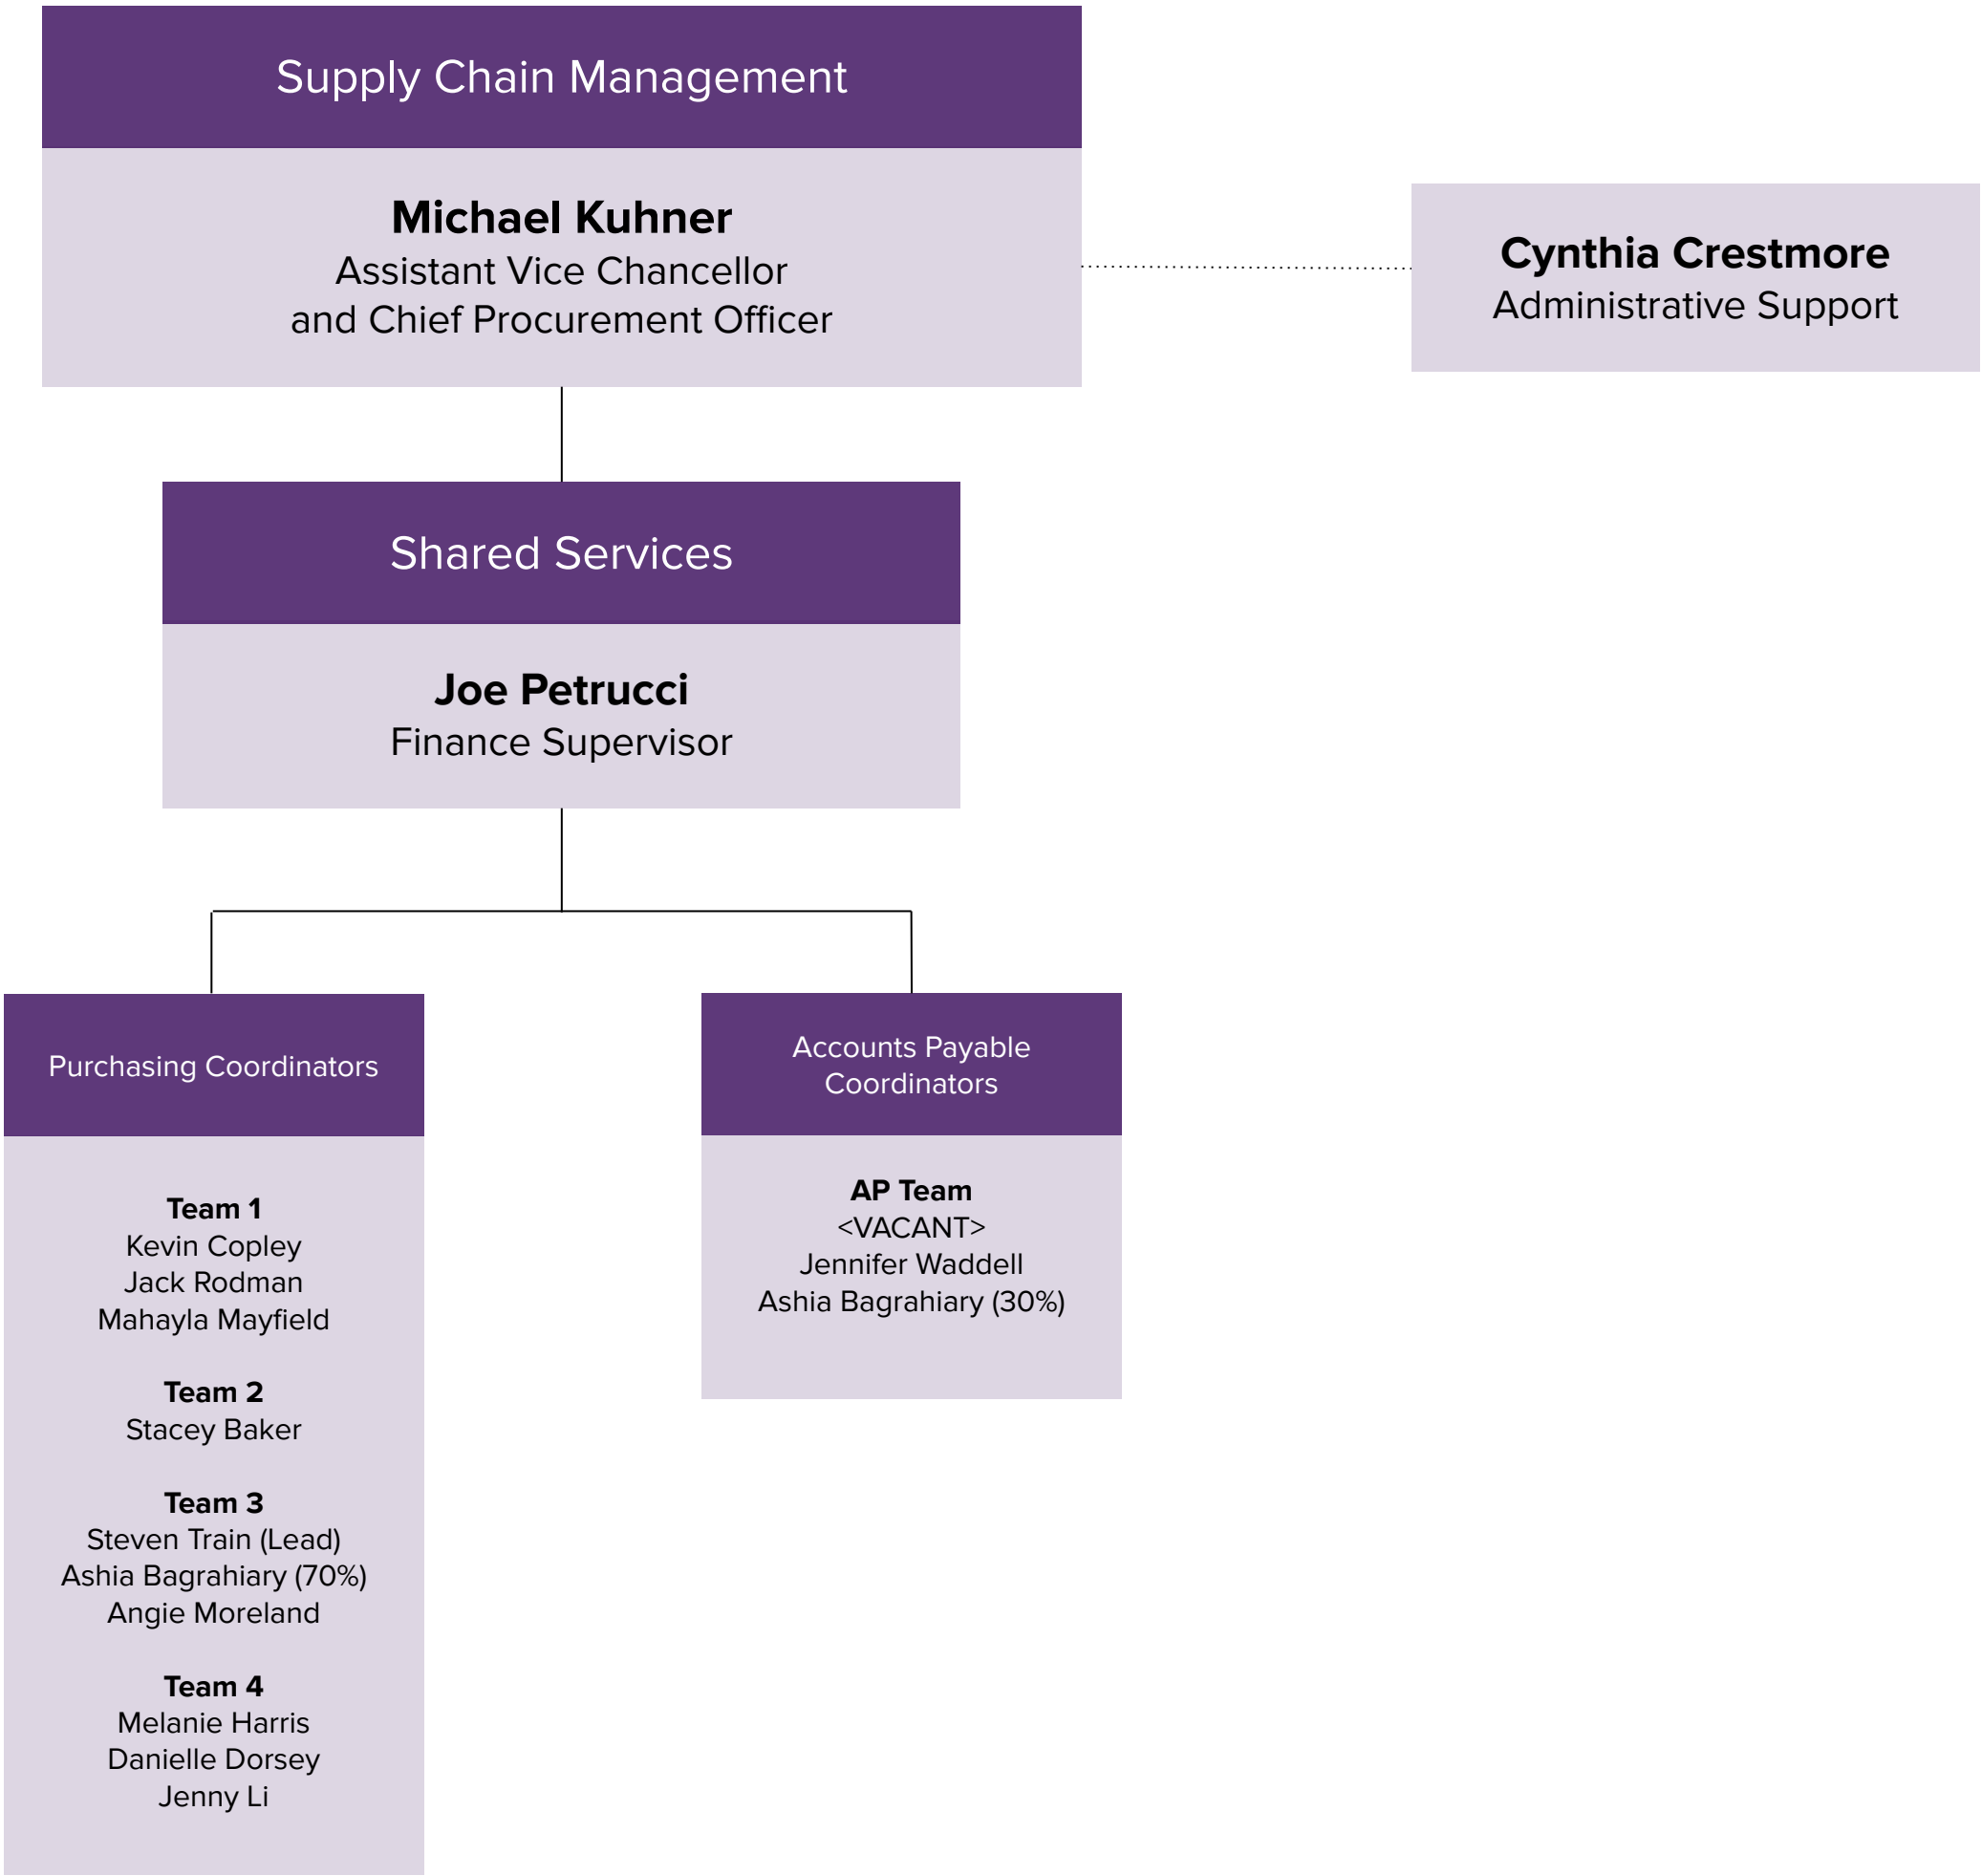 Supply Chain Management
Michael Kuhner
Assistant Vice Chancellor
and Chief Procurement Officer
Cynthia Crestmore
Administrative Support
Shared Services
Joe Petrucci
Finance Supervisor
Purchasing Coordinators
Team 1
Kevin Copley
Jack Rodman
Mahayla Mayfield
Team 2
Stacey Baker
Team 3
Steven Train (Lead)
Ashia Bagrahiary (70%)
Angie Moreland
Team 4
Melanie Harris
Danielle Dorsey
Jenny Li
Accounts Payable
Coordinators
AP Team
<VACANT>
Jennifer Waddell
Ashia Bagrahiary (30%)